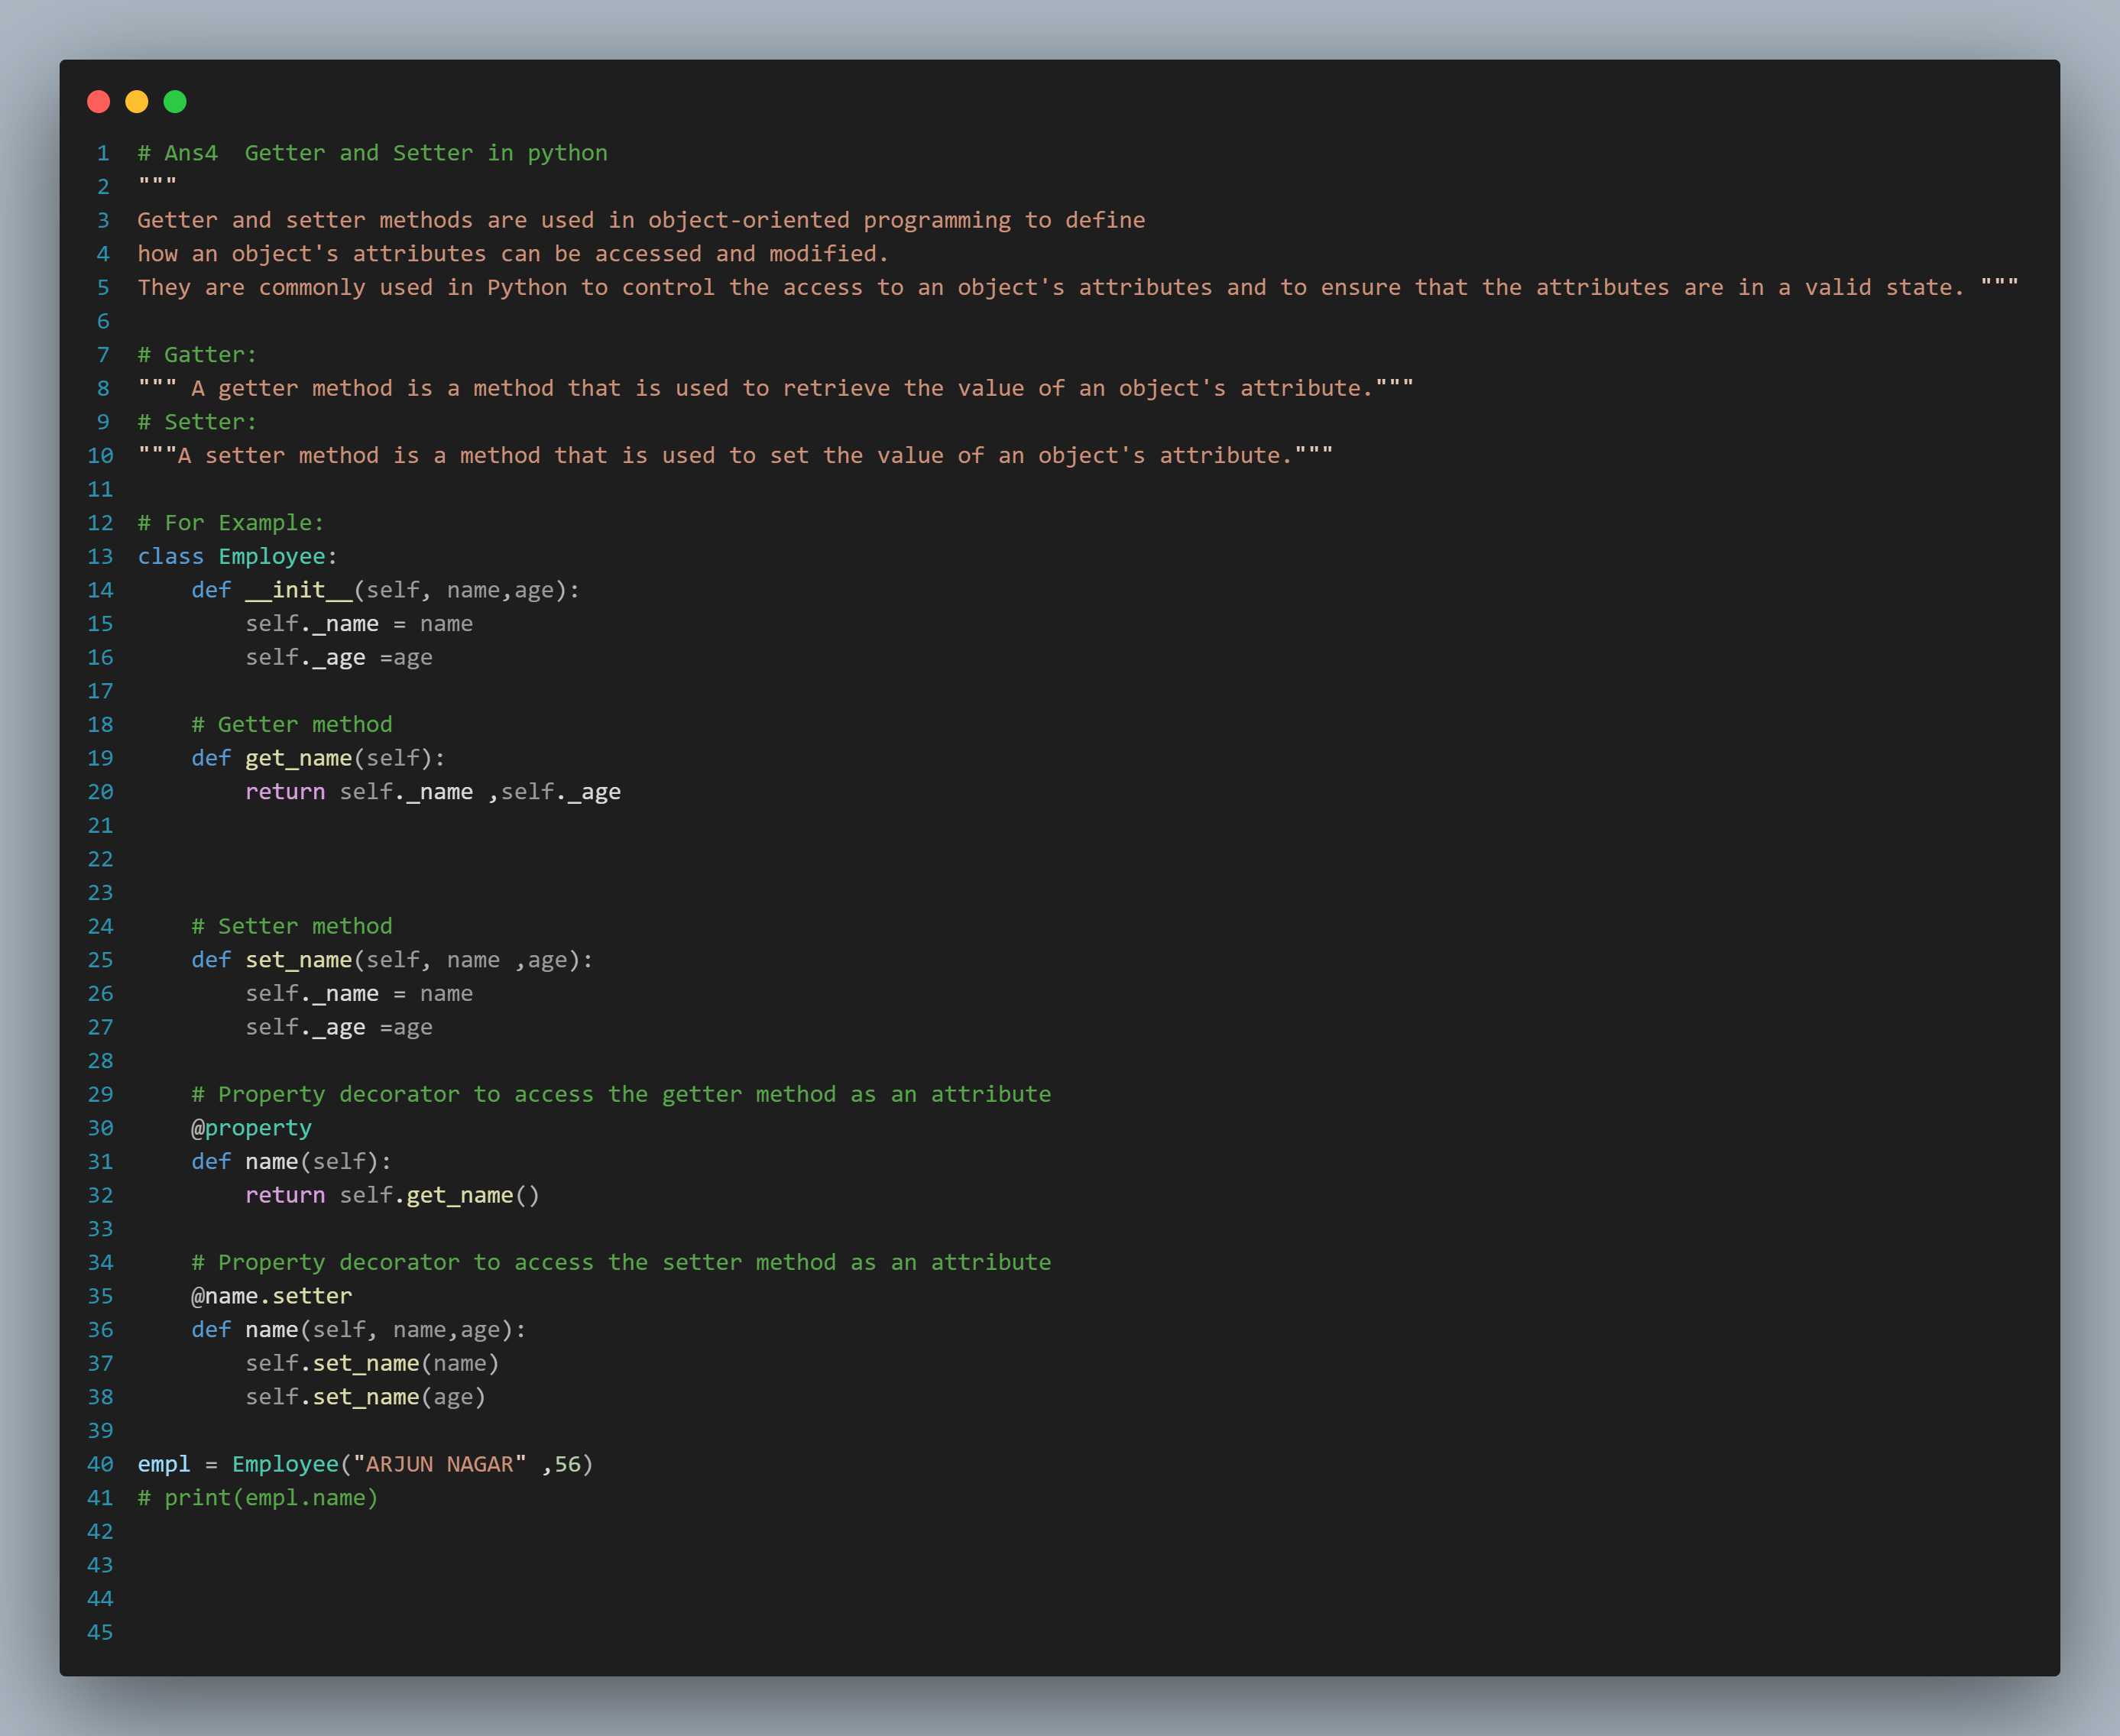 1 # Ans4  Getter and Setter in python
2 """
3 Getter and setter methods are used in object-oriented programming to define
4 how an object's attributes can be accessed and modified.
5 They are commonly used in Python to control the access to an object's attributes and to ensure that the attributes are in a valid state. """
6
7 # Gatter:
8 """ A getter method is a method that is used to retrieve the value of an object's attribute."""
9 # Setter:
10 """A setter method is a method that is used to set the value of an object's attribute."""
11
12 # For Example:
13 class Employee:
14     def __init__(self, name,age):
15         self._name = name
16         self._age =age
17
18     # Getter method
19     def get_name(self):
20         return self._name ,self._age
21
22
23
24     # Setter method
25     def set_name(self, name ,age):
26         self._name = name
27         self._age =age
28
29     # Property decorator to access the getter method as an attribute
30     @property
31     def name(self):
32         return self.get_name()
33
34     # Property decorator to access the setter method as an attribute
35     @name.setter
36     def name(self, name,age):
37         self.set_name(name)
38         self.set_name(age)
39
40 empl = Employee("ARJUN NAGAR" ,56)
41 # print(empl.name)
42
43
44
45